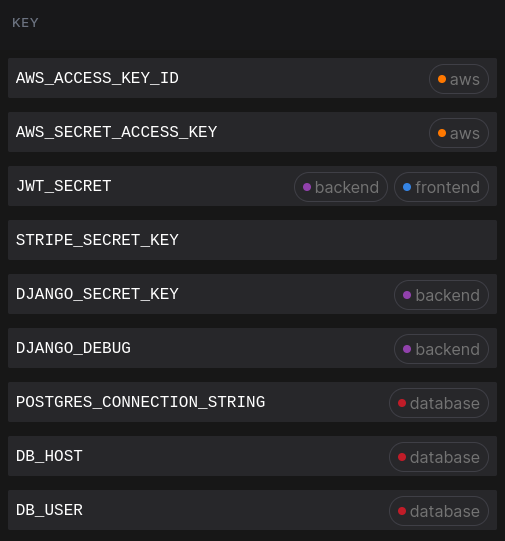 KEY
AWS_ACCESS_KEY_ID aws
AWS_SECRET_ACCESS_KEY aws
JWT_SECRET backend frontend
STRIPE_SECRET_KEY
DJANGO_SECRET_KEY backend
DJANGO_DEBUG backend
POSTGRES_CONNECTION_STRING database
DB_HOST database
DB_USER database